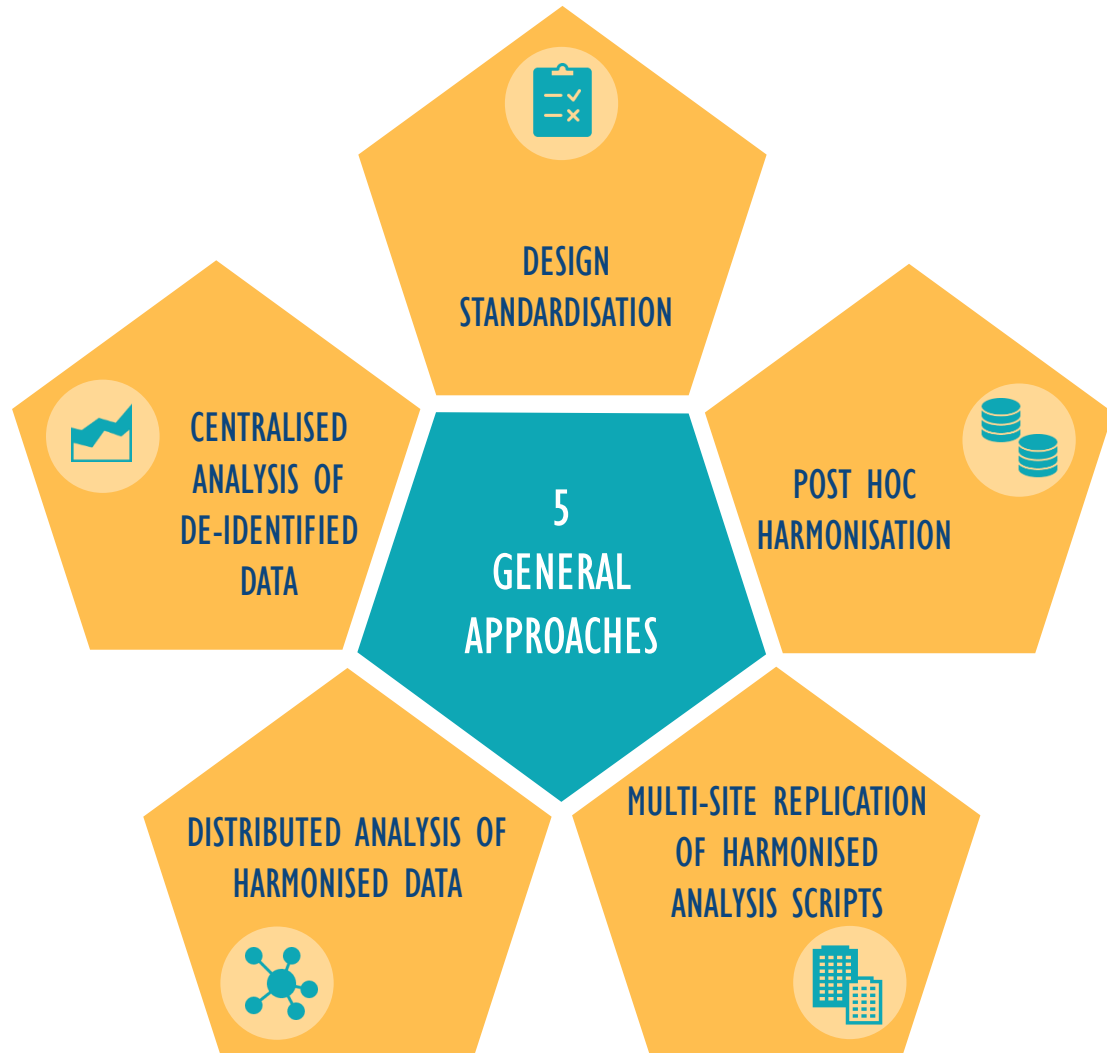 DESIGN
STANDARDISATION
CENTRALISED
ANALYSIS OF
DE-IDENTIFIED
DATA
5
GENERAL
APPROACHES
POST HOC
HARMONISATION
DISTRIBUTED ANALYSIS OF
HARMONISED DATA
MULTI-SITE REPLICATION
OF HARMONISED
ANALYSIS SCRIPTS